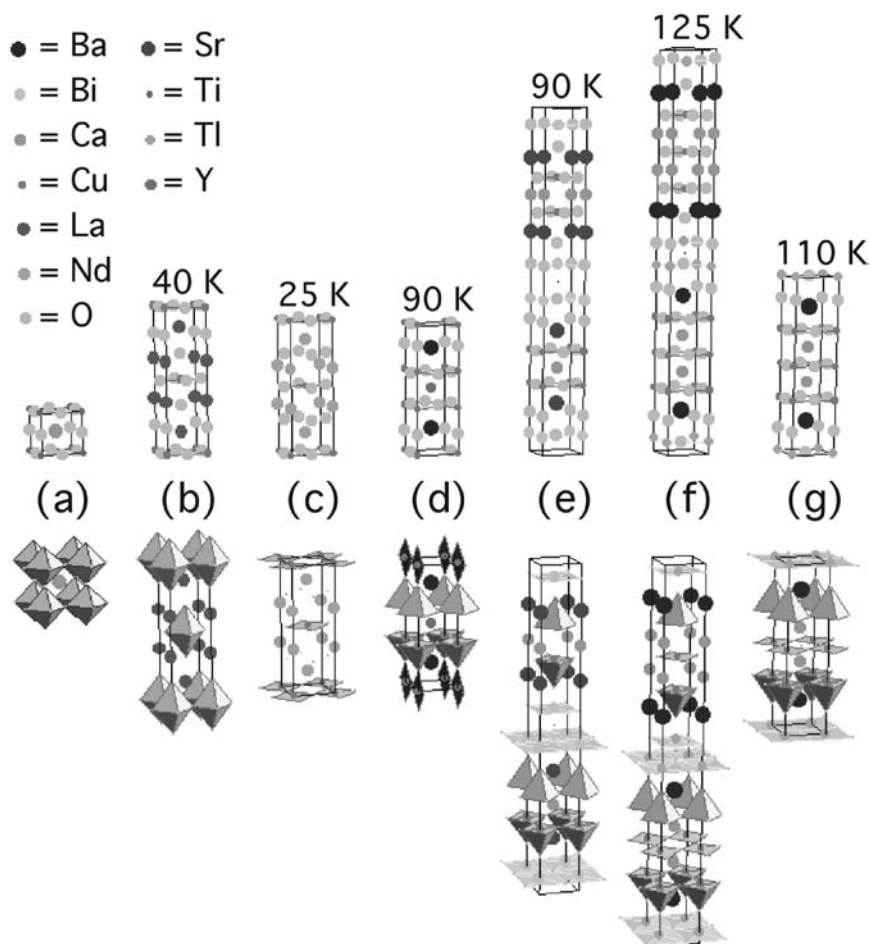 = Ba = Sr
= Bi = Ti
= Ca = Tl
= Cu = Y
= La
= Nd
= O
40 K
25 K
90 K
90 K
125 K
110 K
(a) (b) (c) (d) (e) (f) (g)